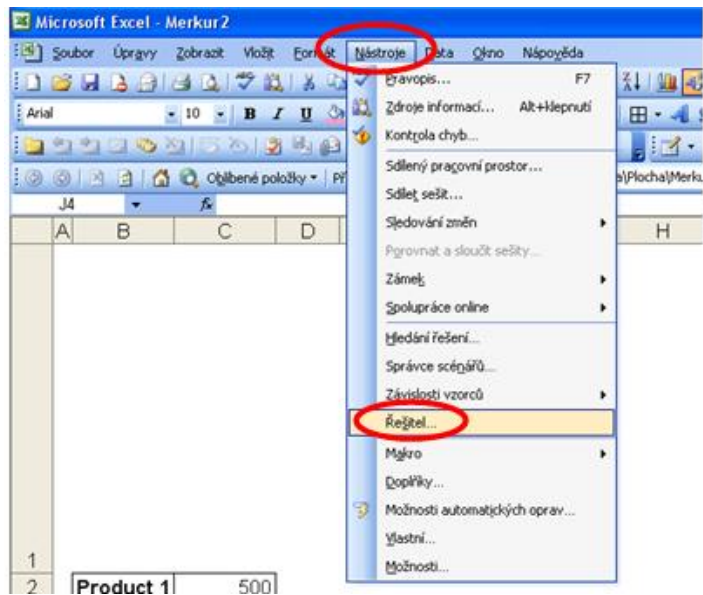 Microsoft Excel - Merkur2
Soubor Úpravy Zobrazit Vložit Formát Nástroje Data Okno Nápověda
Arial 10 B I U
Oblíbené položky
J4 fx
A B C D H
Pravopis... F7
Zdroje informací... Alt+klepnutí
Kontrola chyb...
Sdílený pracovní prostor...
Sdílet sešit...
Sledování změn
Porovnat a sloučit sešity...
Zámek
Spolupráce online
Hledání řešení...
Správce scénářů...
Závislosti vzorců
Řešitel...
Makro
Doplňky...
Možnosti automatických oprav...
Vlastní...
Možnosti...
1
2 Product 1 500